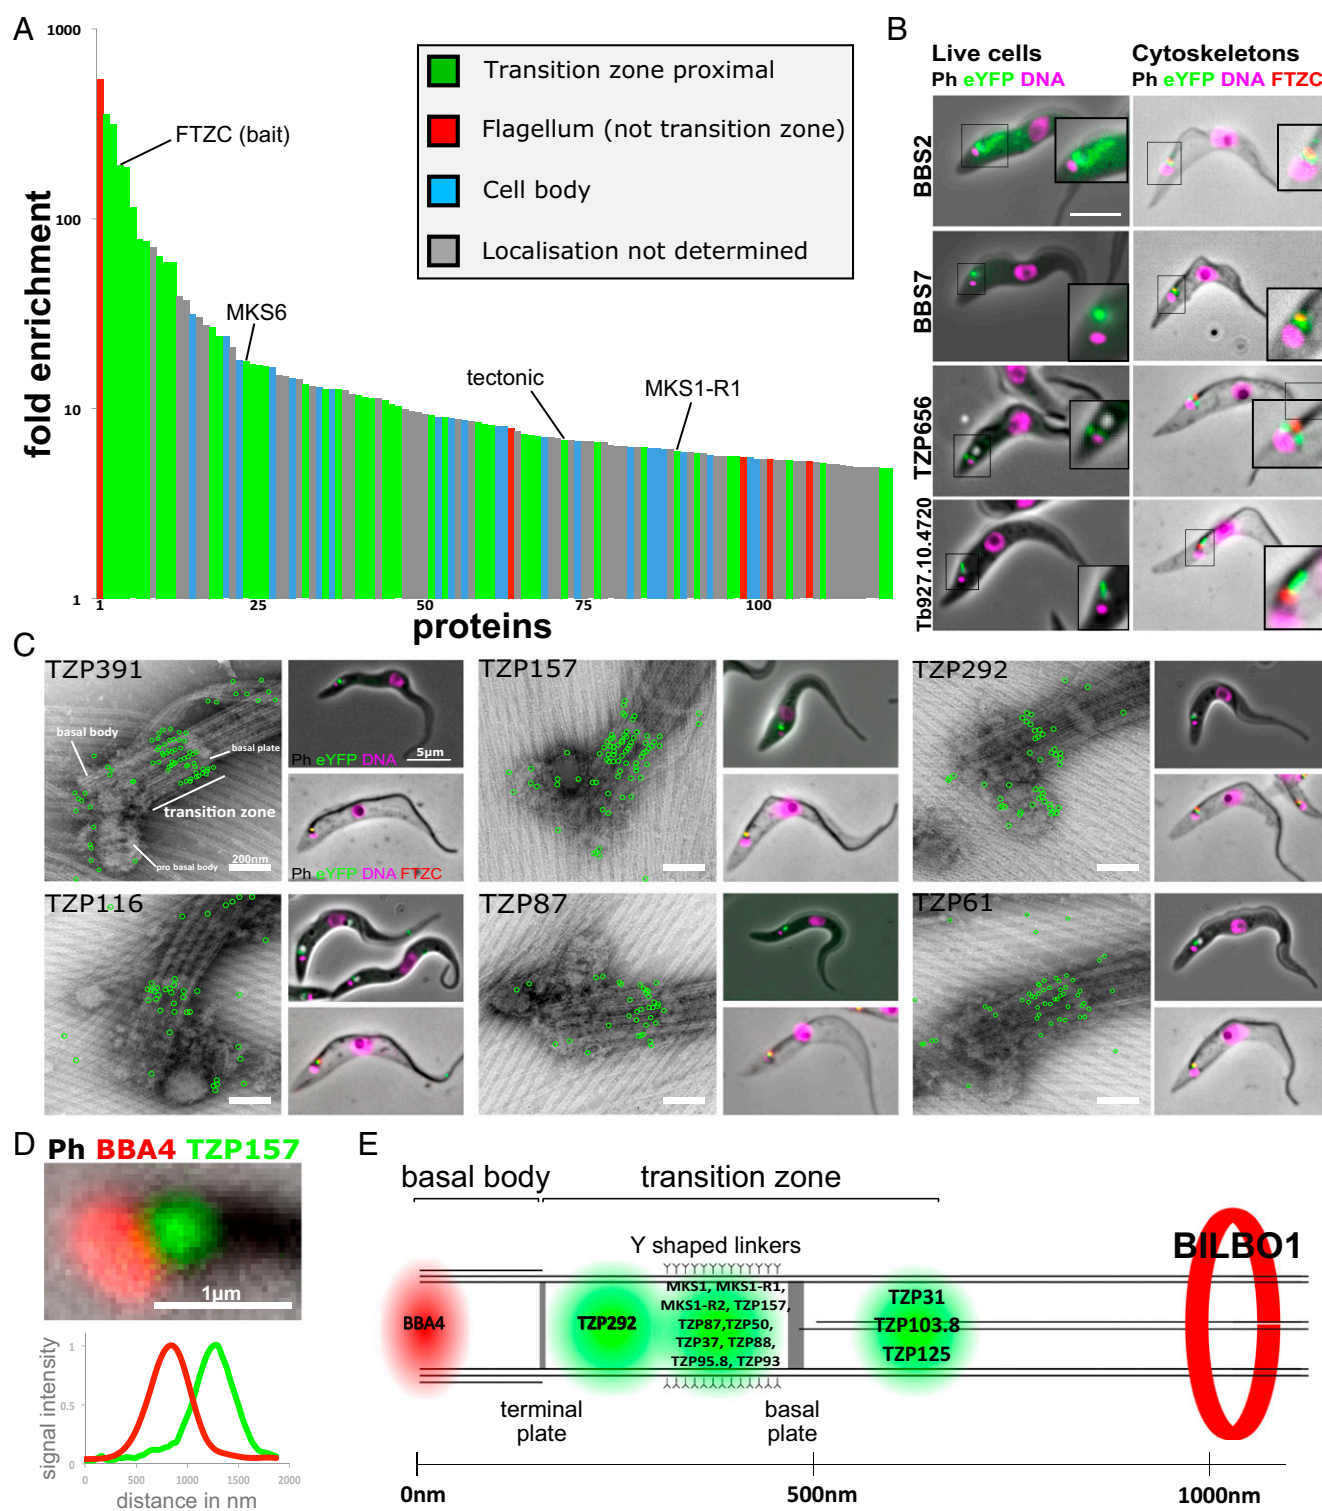 A
1000
100
10
1
fold enrichment
FTZC (bait)
MKS6
tectonic
MKS1-R1
Transition zone proximal
Flagellum (not transition zone)
Cell body
Localisation not determined
1
25
50
75
100
proteins
B
Live cells
Ph eYFP DNA
Cytoskeletons
Ph eYFP DNA FTZC
BBS2
BBS7
TZP656
Tb927.10.4720
C
TZP391
basal body
basal plate
transition zone
pro basal body
200nm
Ph eYFP DNA
5µm
Ph eYFP DNA FTZC
TZP157
TZP292
TZP116
TZP87
TZP61
D
Ph BBA4 TZP157
1µm
signal intensity
1
0.5
0
0
500
1000
1500
2000
distance in nm
E
basal body
transition zone
Y shaped linkers
BILBO1
BBA4
TZP292
MKS1, MKS1-R1,
MKS1-R2, TZP157,
TZP87,TZP50,
TZP37, TZP88,
TZP95.8, TZP93
TZP31
TZP103.8
TZP125
terminal
plate
basal
plate
0nm
500nm
1000nm